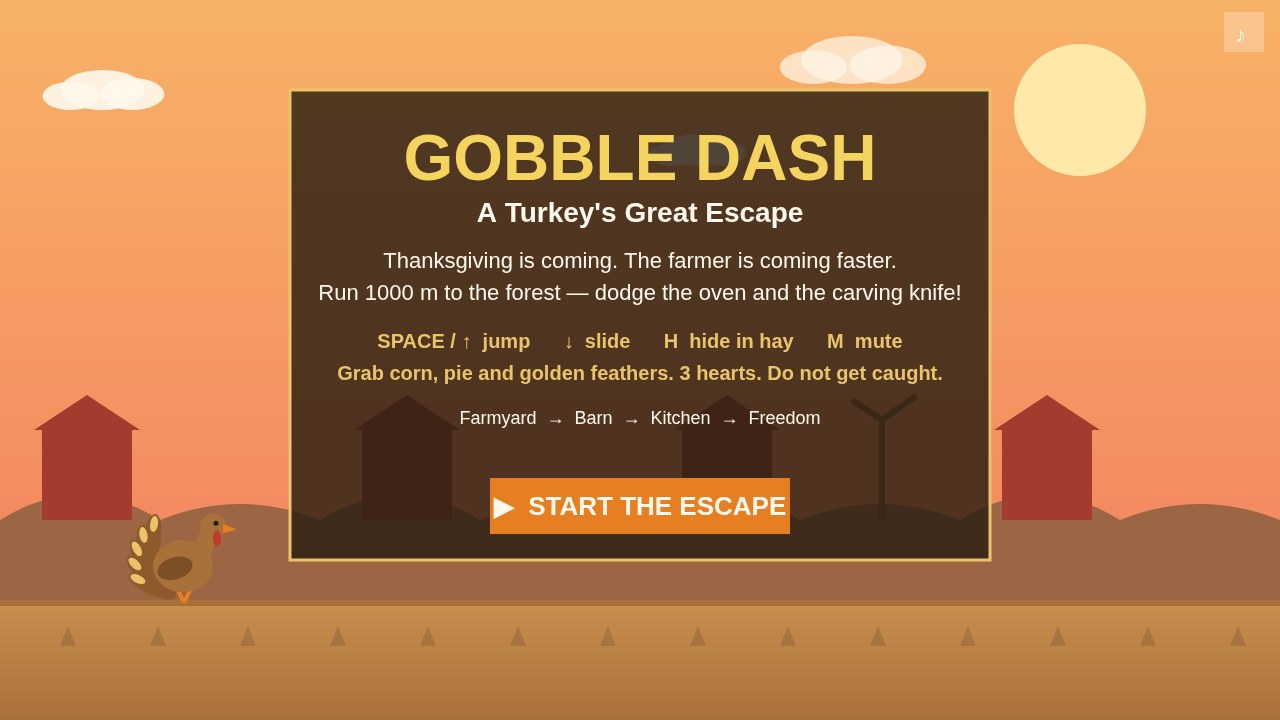 ♪
GOBBLE DASH
A Turkey's Great Escape
Thanksgiving is coming. The farmer is coming faster.
Run 1000 m to the forest — dodge the oven and the carving knife!
SPACE / ↑ jump ↓ slide H hide in hay M mute
Grab corn, pie and golden feathers. 3 hearts. Do not get caught.
Farmyard → Barn → Kitchen → Freedom
▶ START THE ESCAPE